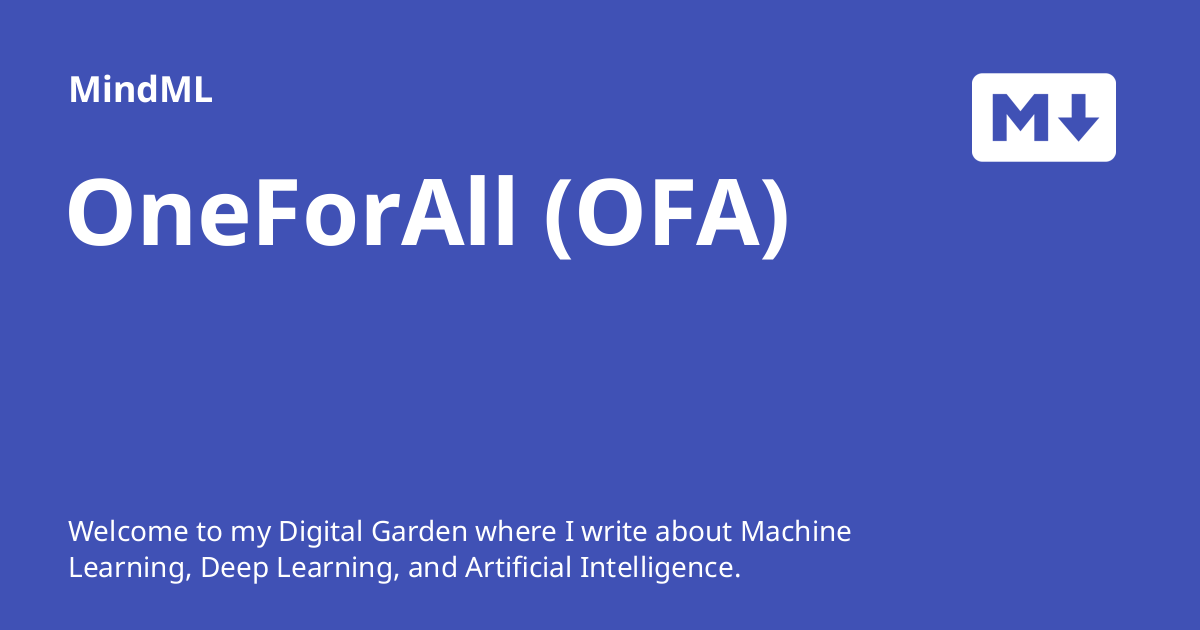 MindML
M
OneForAll (OFA)
Welcome to my Digital Garden where I write about Machine
Learning, Deep Learning, and Artificial Intelligence.